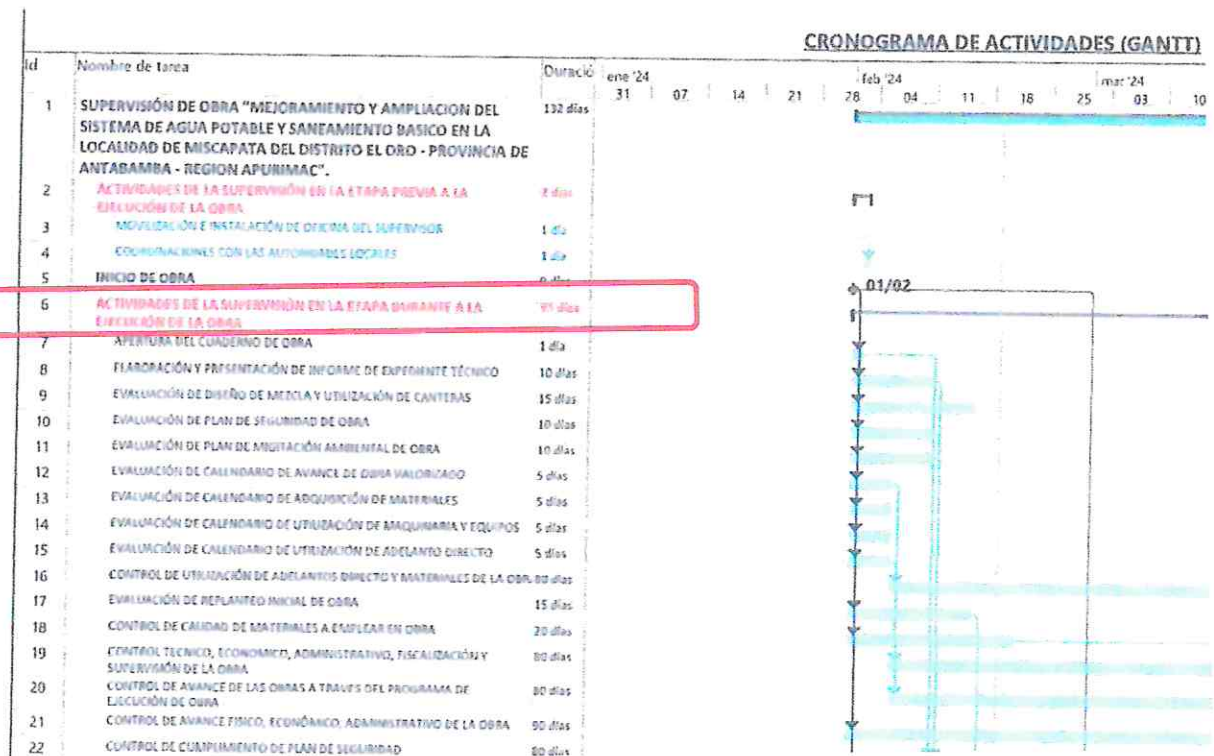 CRONOGRAMA DE ACTIVIDADES (GANTT)
Id Nombre de tarea Duració ene '24 feb '24 mar '24
31 07 14 21 28 04 11 18 25 03 10
1 SUPERVISIÓN DE OBRA "MEJORAMIENTO Y AMPLIACION DEL 132 días
SISTEMA DE AGUA POTABLE Y SANEAMIENTO BASICO EN LA
LOCALIDAD DE MISCAPATA DEL DISTRITO EL ORO - PROVINCIA DE
ANTABAMBA - REGION APURIMAC".
2 ACTIVIDADES DE LA SUPERVISIÓN EN LA ETAPA PREVIA A LA días
EJECUCIÓN DE LA OBRA
3 MOVILIZACIÓN E INSTALACIÓN DE OFICINA DEL SUPERVISOR 1 día
4 COORDINACIONES CON LAS AUTORIDADES LOCALES 1 día
5 INICIO DE OBRA 0 días
01/02
6 ACTIVIDADES DE LA SUPERVISIÓN EN LA ETAPA DURANTE A LA días
EJECUCIÓN DE LA OBRA
7 APERTURA DEL CUADERNO DE OBRA 1 día
8 ELABORACIÓN Y PRESENTACIÓN DE INFORME DE EXPEDIENTE TÉCNICO 10 días
9 EVALUACIÓN DE DISEÑO DE MEZCLA Y UTILIZACIÓN DE CANTERAS 15 días
10 EVALUACIÓN DE PLAN DE SEGURIDAD DE OBRA 10 días
11 EVALUACIÓN DE PLAN DE MIGITACIÓN AMBIENTAL DE OBRA 10 días
12 EVALUACIÓN DE CALENDARIO DE AVANCE DE OBRA VALORIZADO 5 días
13 EVALUACIÓN DE CALENDARIO DE ADQUISICIÓN DE MATERIALES 5 días
14 EVALUACIÓN DE CALENDARIO DE UTILIZACIÓN DE MAQUINARIA Y EQUIPOS 5 días
15 EVALUACIÓN DE CALENDARIO DE UTILIZACIÓN DE ADELANTO DIRECTO 5 días
16 CONTROL DE UTILIZACIÓN DE ADELANTOS DIRECTO Y MATERIALES DE LA OBR 80 días
17 EVALUACIÓN DE REPLANTEO INICIAL DE OBRA 15 días
18 CONTROL DE CALIDAD DE MATERIALES A EMPLEAR EN OBRA 20 días
19 CONTROL TECNICO, ECONOMICO, ADMINISTRATIVO, FISCALIZACIÓN Y 80 días
SUPERVISIÓN DE LA OBRA
20 CONTROL DE AVANCE DE LAS OBRAS A TRAVES DEL PROGRAMA DE 80 días
EJECUCIÓN DE OBRA
21 CONTROL DE AVANCE FISICO, ECONÓMICO, ADMINISTRATIVO DE LA OBRA 90 días
22 CONTROL DE CUMPLIMIENTO DE PLAN DE SEGURIDAD 80 días